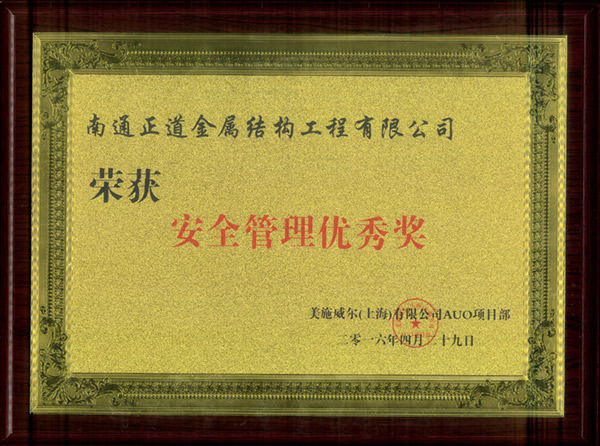 南通正道金属结构工程有限公司
荣获
安全管理优秀奖
美施威尔(上海)有限公司AUO项目部
二零一六年四月二十九日